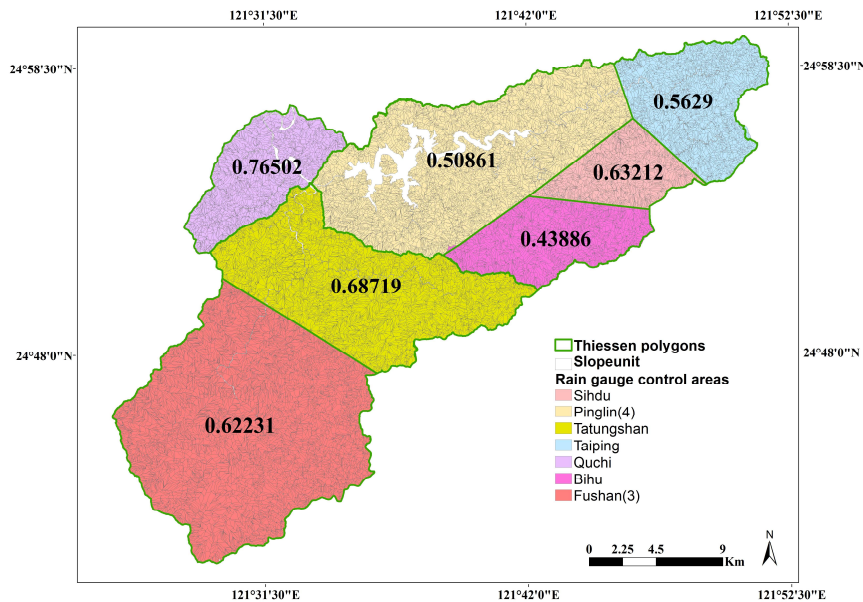 121°31'30"E 121°42'0"E 121°52'30"E
24°58'30"N 24°58'30"N
0.5629
0.76502 0.50861 0.63212
0.43886
0.68719
Thiessen polygons
24°48'0"N 24°48'0"N
Slopeunit
Rain gauge control areas
Sihdu
Pinglin(4)
0.62231 Tatungshan
Taiping
Quchi
Bihu
Fushan(3)
N
0 2.25 4.5 9
Km
121°31'30"E 121°42'0"E 121°52'30"E